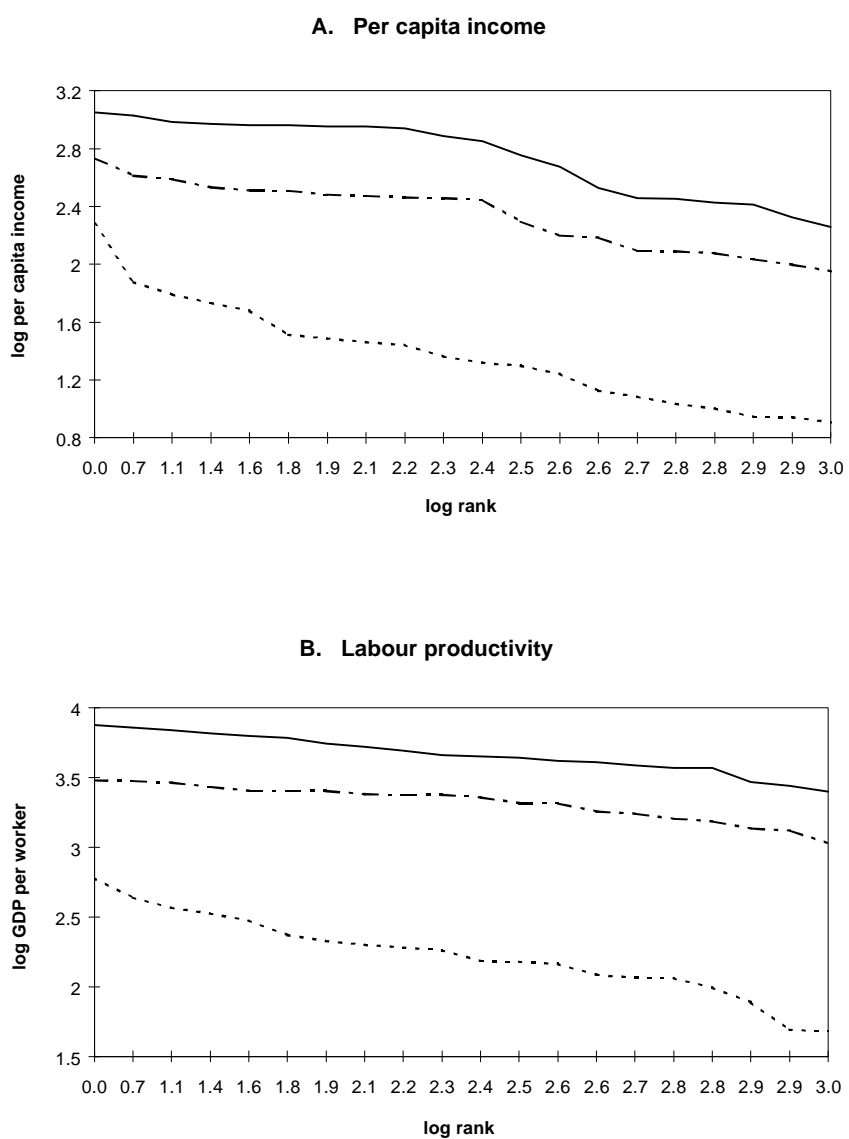 A. Per capita income
3.2
2.8
2.4
2
1.6
1.2
0.8
log per capita income
0.0 0.7 1.1 1.4 1.6 1.8 1.9 2.1 2.2 2.3 2.4 2.5 2.6 2.6 2.7 2.8 2.8 2.9 2.9 3.0
log rank
B. Labour productivity
4
3.5
3
2.5
2
1.5
log GDP per worker
0.0 0.7 1.1 1.4 1.6 1.8 1.9 2.1 2.2 2.3 2.4 2.5 2.6 2.6 2.7 2.8 2.8 2.9 2.9 3.0
log rank